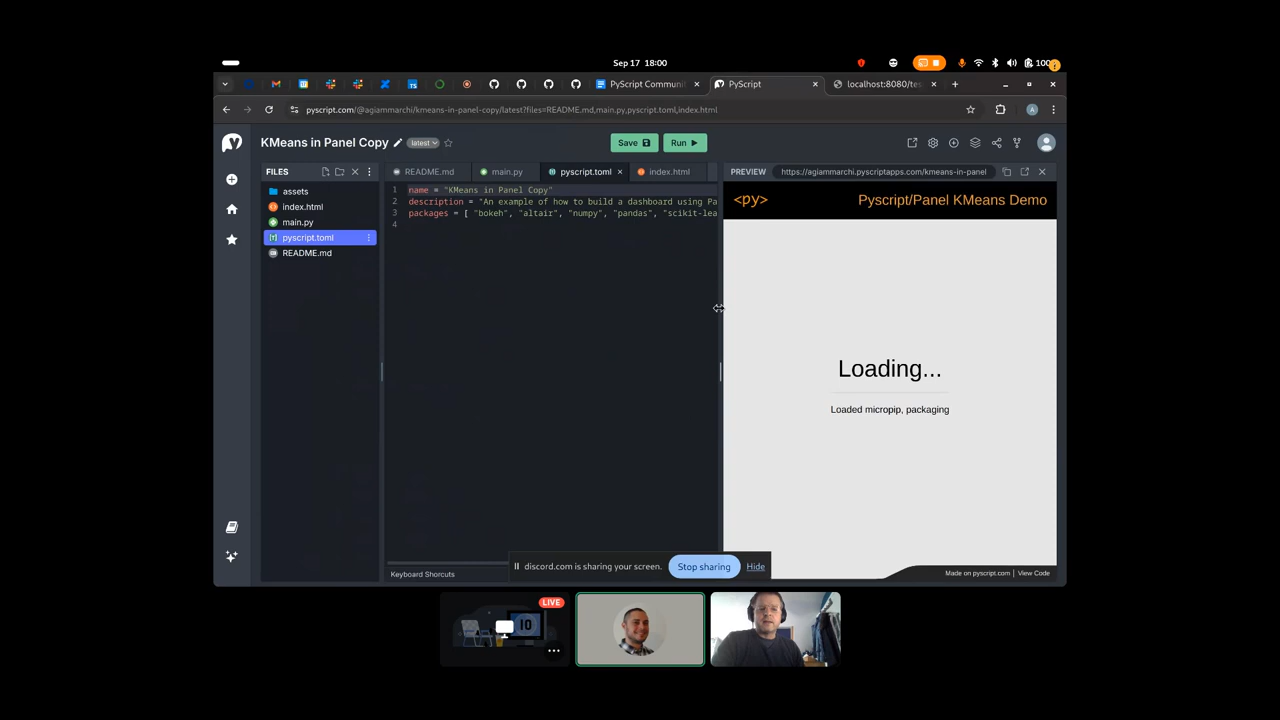 Sep 17 18:00
100
PyScript Communi
PyScript
localhost:8080/tes
pyscript.com/@agiammarchi/kmeans-in-panel-copy/latest?files=README.md,main.py,pyscript.toml,index.html
A
KMeans in Panel Copy
latest
Save
Run
FILES
README.md
main.py
pyscript.toml
index.html
PREVIEW
https://agiammarchi.pyscriptapps.com/kmeans-in-panel
assets
index.html
main.py
pyscript.toml
README.md
1 name = "KMeans in Panel Copy"
2 description = "An example of how to build a dashboard using Pa
3 packages = [ "bokeh", "altair", "numpy", "pandas", "scikit-lea
4
<py>
Pyscript/Panel KMeans Demo
Loading...
Loaded micropip, packaging
discord.com is sharing your screen.
Stop sharing
Hide
Keyboard Shorcuts
Made on pyscript.com | View Code
LIVE
10